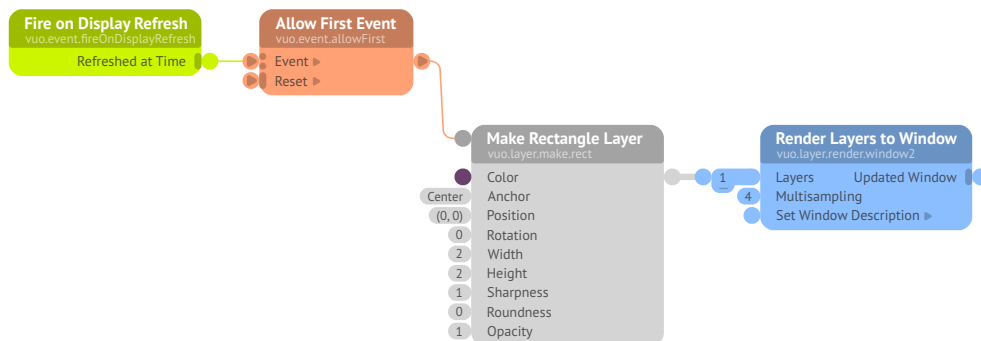 Fire on Display Refresh
vuo.event.fireOnDisplayRefresh
Refreshed at Time
Allow First Event
vuo.event.allowFirst
Event
Reset
Make Rectangle Layer
vuo.layer.make.rect
Color
Center Anchor
(0, 0) Position
0 Rotation
2 Width
2 Height
1 Sharpness
0 Roundness
1 Opacity
Render Layers to Window
vuo.layer.render.window2
1 Layers Updated Window
4 Multisampling
Set Window Description